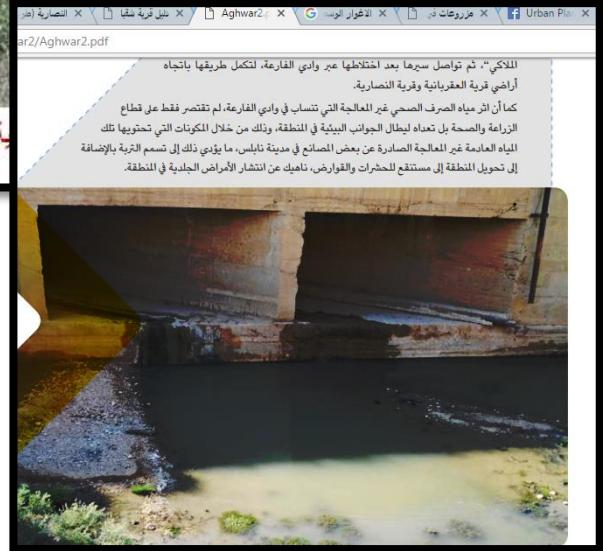 النصارية (طو
دليل قرية شقبا
Aghwar2.p
الاغوار الوسط
مزروعات في
Urban Plan
ar2/Aghwar2.pdf
الملاكي"، ثم تواصل سيرها بعد اختلاطها عبر وادي الفارعة، لتكمل طريقها باتجاه
أراضي قرية العقربانية وقرية النصارية.
كما أن اثر مياه الصرف الصحي غير المعالجة التي تنساب في وادي الفارعة، لم تقتصر فقط على قطاع
الزراعة والصحة بل تعداه ليطال الجوانب البيئية في المنطقة، وذلك من خلال المكونات التي تحتويها تلك
المياه العادمة غير المعالجة الصادرة عن بعض المصانع في مدينة نابلس، ما يؤدي ذلك إلى تسمم التربة بالإضافة
إلى تحويل المنطقة إلى مستنقع للحشرات والقوارض، ناهيك عن انتشار الأمراض الجلدية في المنطقة.